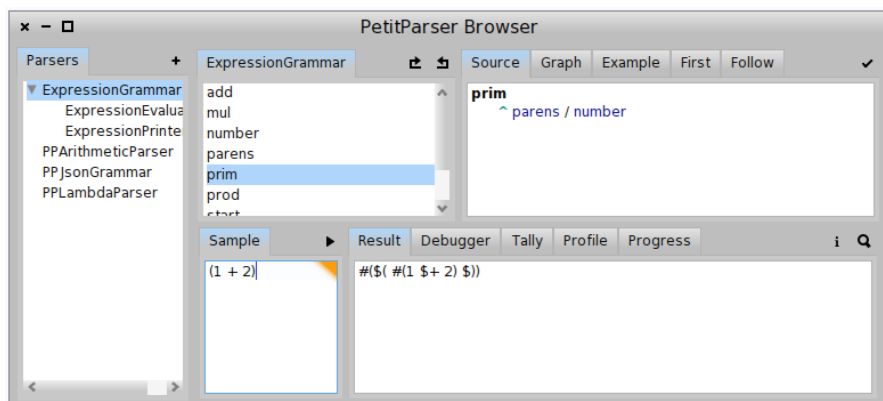 PetitParser Browser
Parsers +
ExpressionGrammar
ExpressionEvalua
ExpressionPrinte
PPArithmeticParser
PPJsonGrammar
PPLambdaParser
ExpressionGrammar
add
mul
number
parens
prim
prod
start
Source Graph Example First Follow
prim
^ parens / number
Sample
(1 + 2)
Result Debugger Tally Profile Progress i
#($( #(1 $+ 2) $))